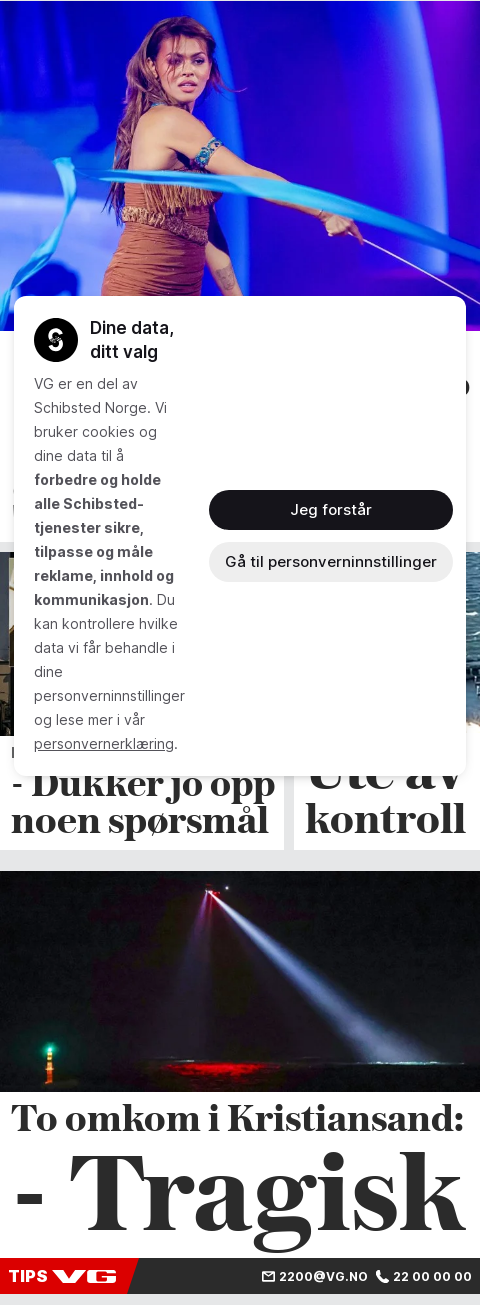 Dine data,
ditt valg
VG er en del av
Schibsted Norge. Vi
bruker cookies og
dine data til å
forbedre og holde
alle Schibsted-
tjenester sikre,
tilpasse og måle
reklame, innhold og
kommunikasjon. Du
kan kontrollere hvilke
data vi får behandle i
dine
personverninnstillinger
og lese mer i vår
personvernerklæring.
Jeg forstår
Gå til personverninnstillinger
- Dukker jo opp
noen spørsmål
Ute av
kontroll
To omkom i Kristiansand:
- Tragisk
TIPS VG 2200@VG.NO 22 00 00 00